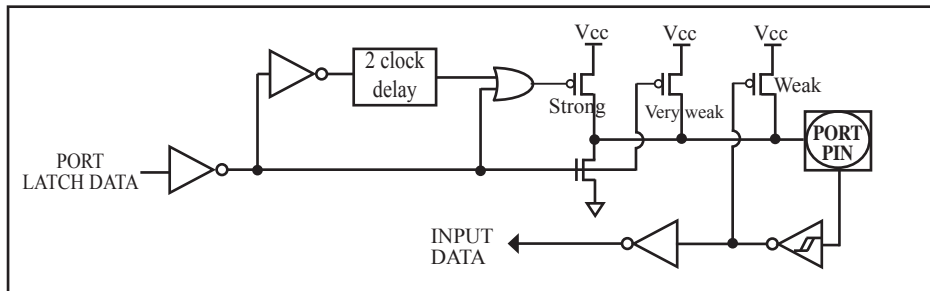 Vcc
Vcc
Vcc
2 clock
delay
Strong
Very weak
Weak
PORT
PIN
PORT
LATCH DATA
INPUT
DATA